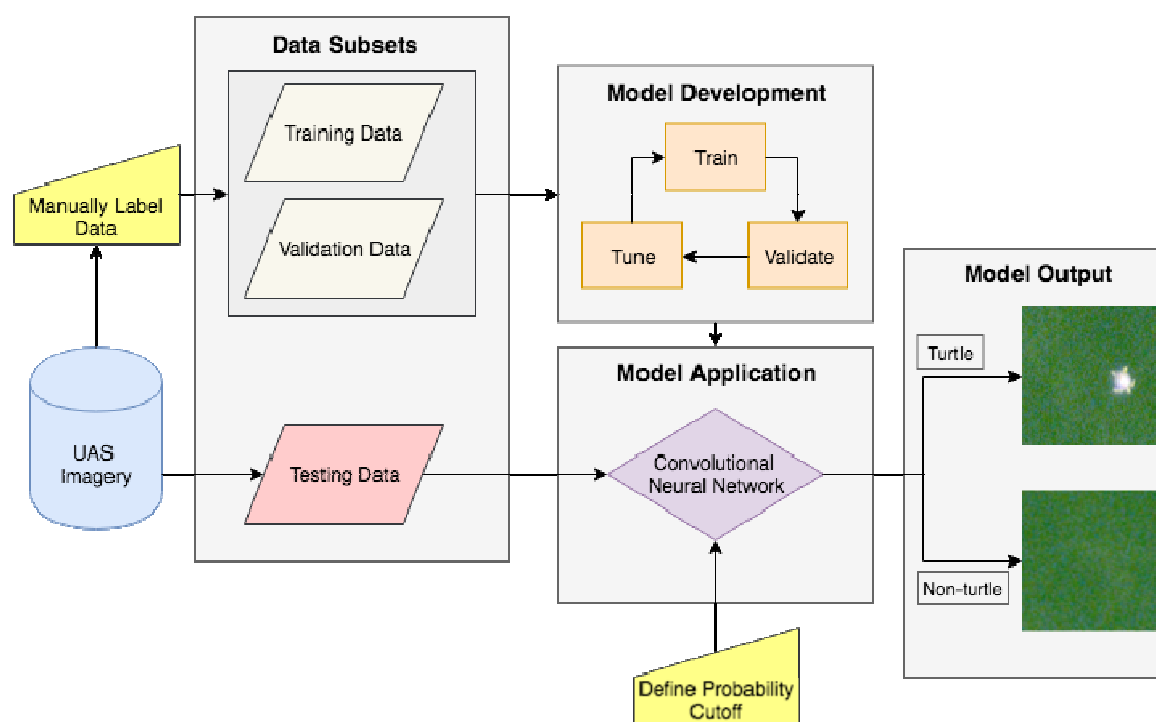 Data Subsets
Training Data
Validation Data
Manually Label
Data
UAS
Imagery
Testing Data
Model Development
Train
Tune
Validate
Model Application
Convolutional
Neural Network
Define Probability
Cutoff
Model Output
Turtle
Non-turtle